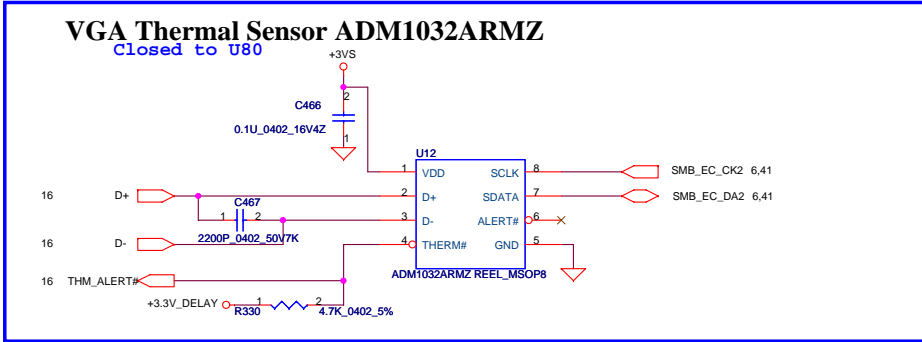 VGA Thermal Sensor ADM1032ARMZ
Closed to U80
+3VS
2
C466
0.1U_0402_16V4Z
1
U12
1 VDD SCLK 8 SMB_EC_CK2 6,41
16 D+ 2 D+ SDATA 7 SMB_EC_DA2 6,41
C467
1 2 3 D- ALERT# 6
2200P_0402_50V7K
16 D- 4 THERM# GND 5
ADM1032ARMZ REEL_MSOP8
16 THM_ALERT#
+3.3V_DELAY 1 2
R330 4.7K_0402_5%